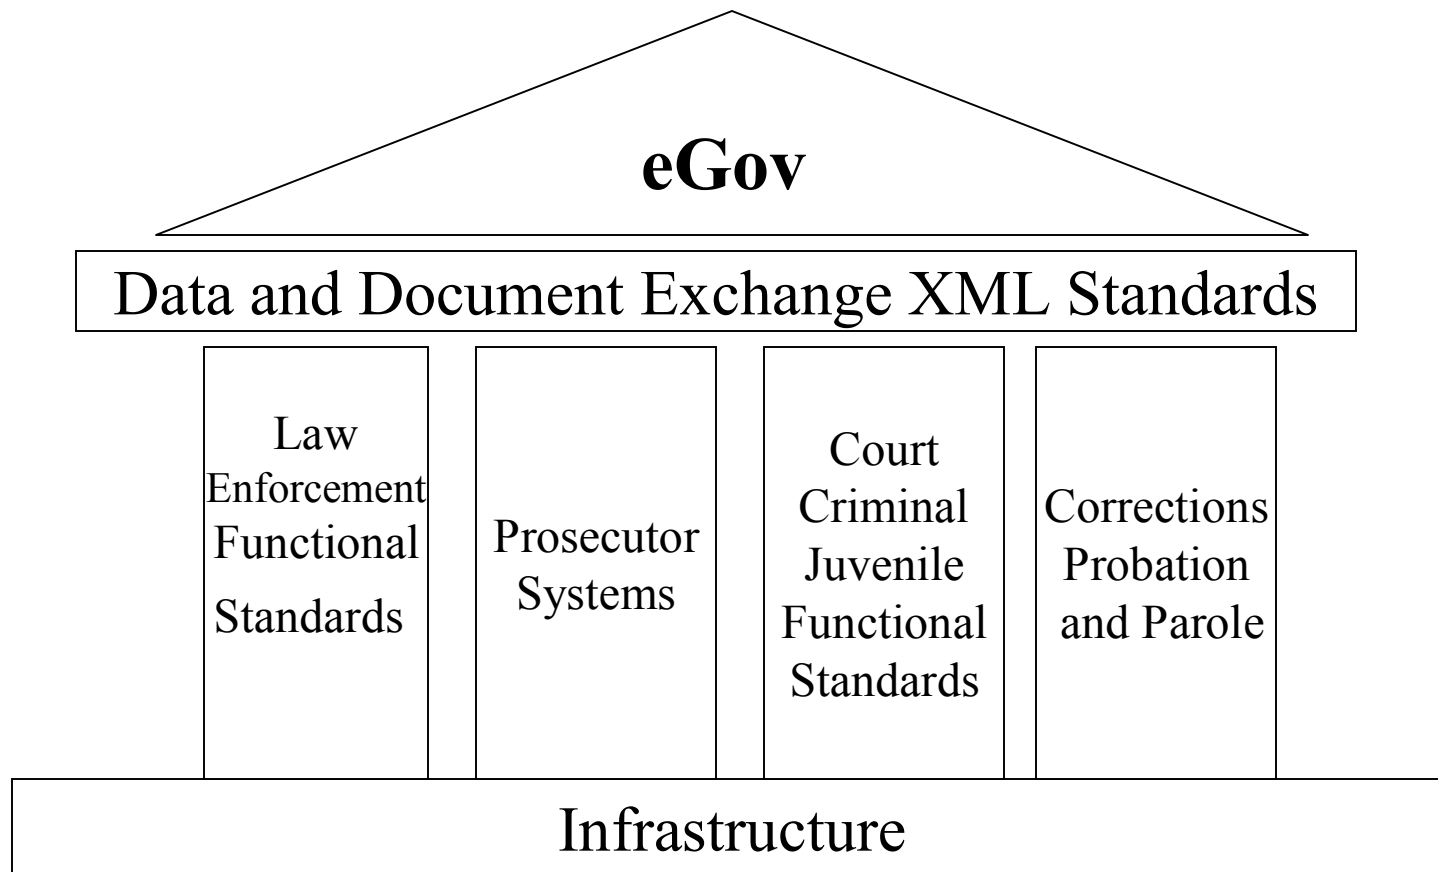 eGov
Data and Document Exchange XML Standards
Law
Enforcement
Functional
Standards
Prosecutor
Systems
Court
Criminal
Juvenile
Functional
Standards
Corrections
Probation
and Parole
Infrastructure